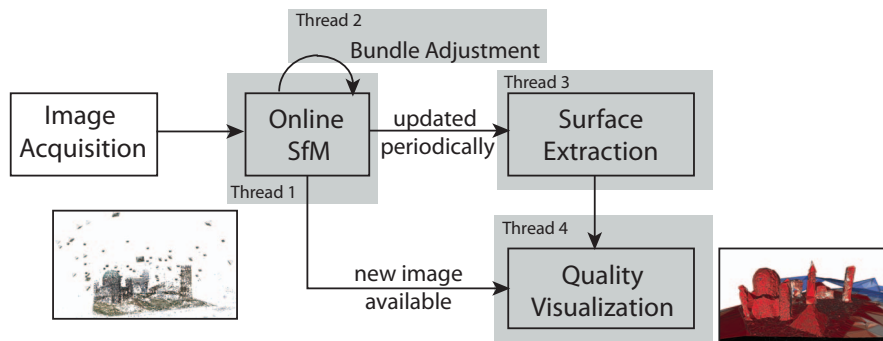 Thread 2
Bundle Adjustment
Image
Acquisition
Online
SfM
Thread 1
updated
periodically
Thread 3
Surface
Extraction
new image
available
Thread 4
Quality
Visualization